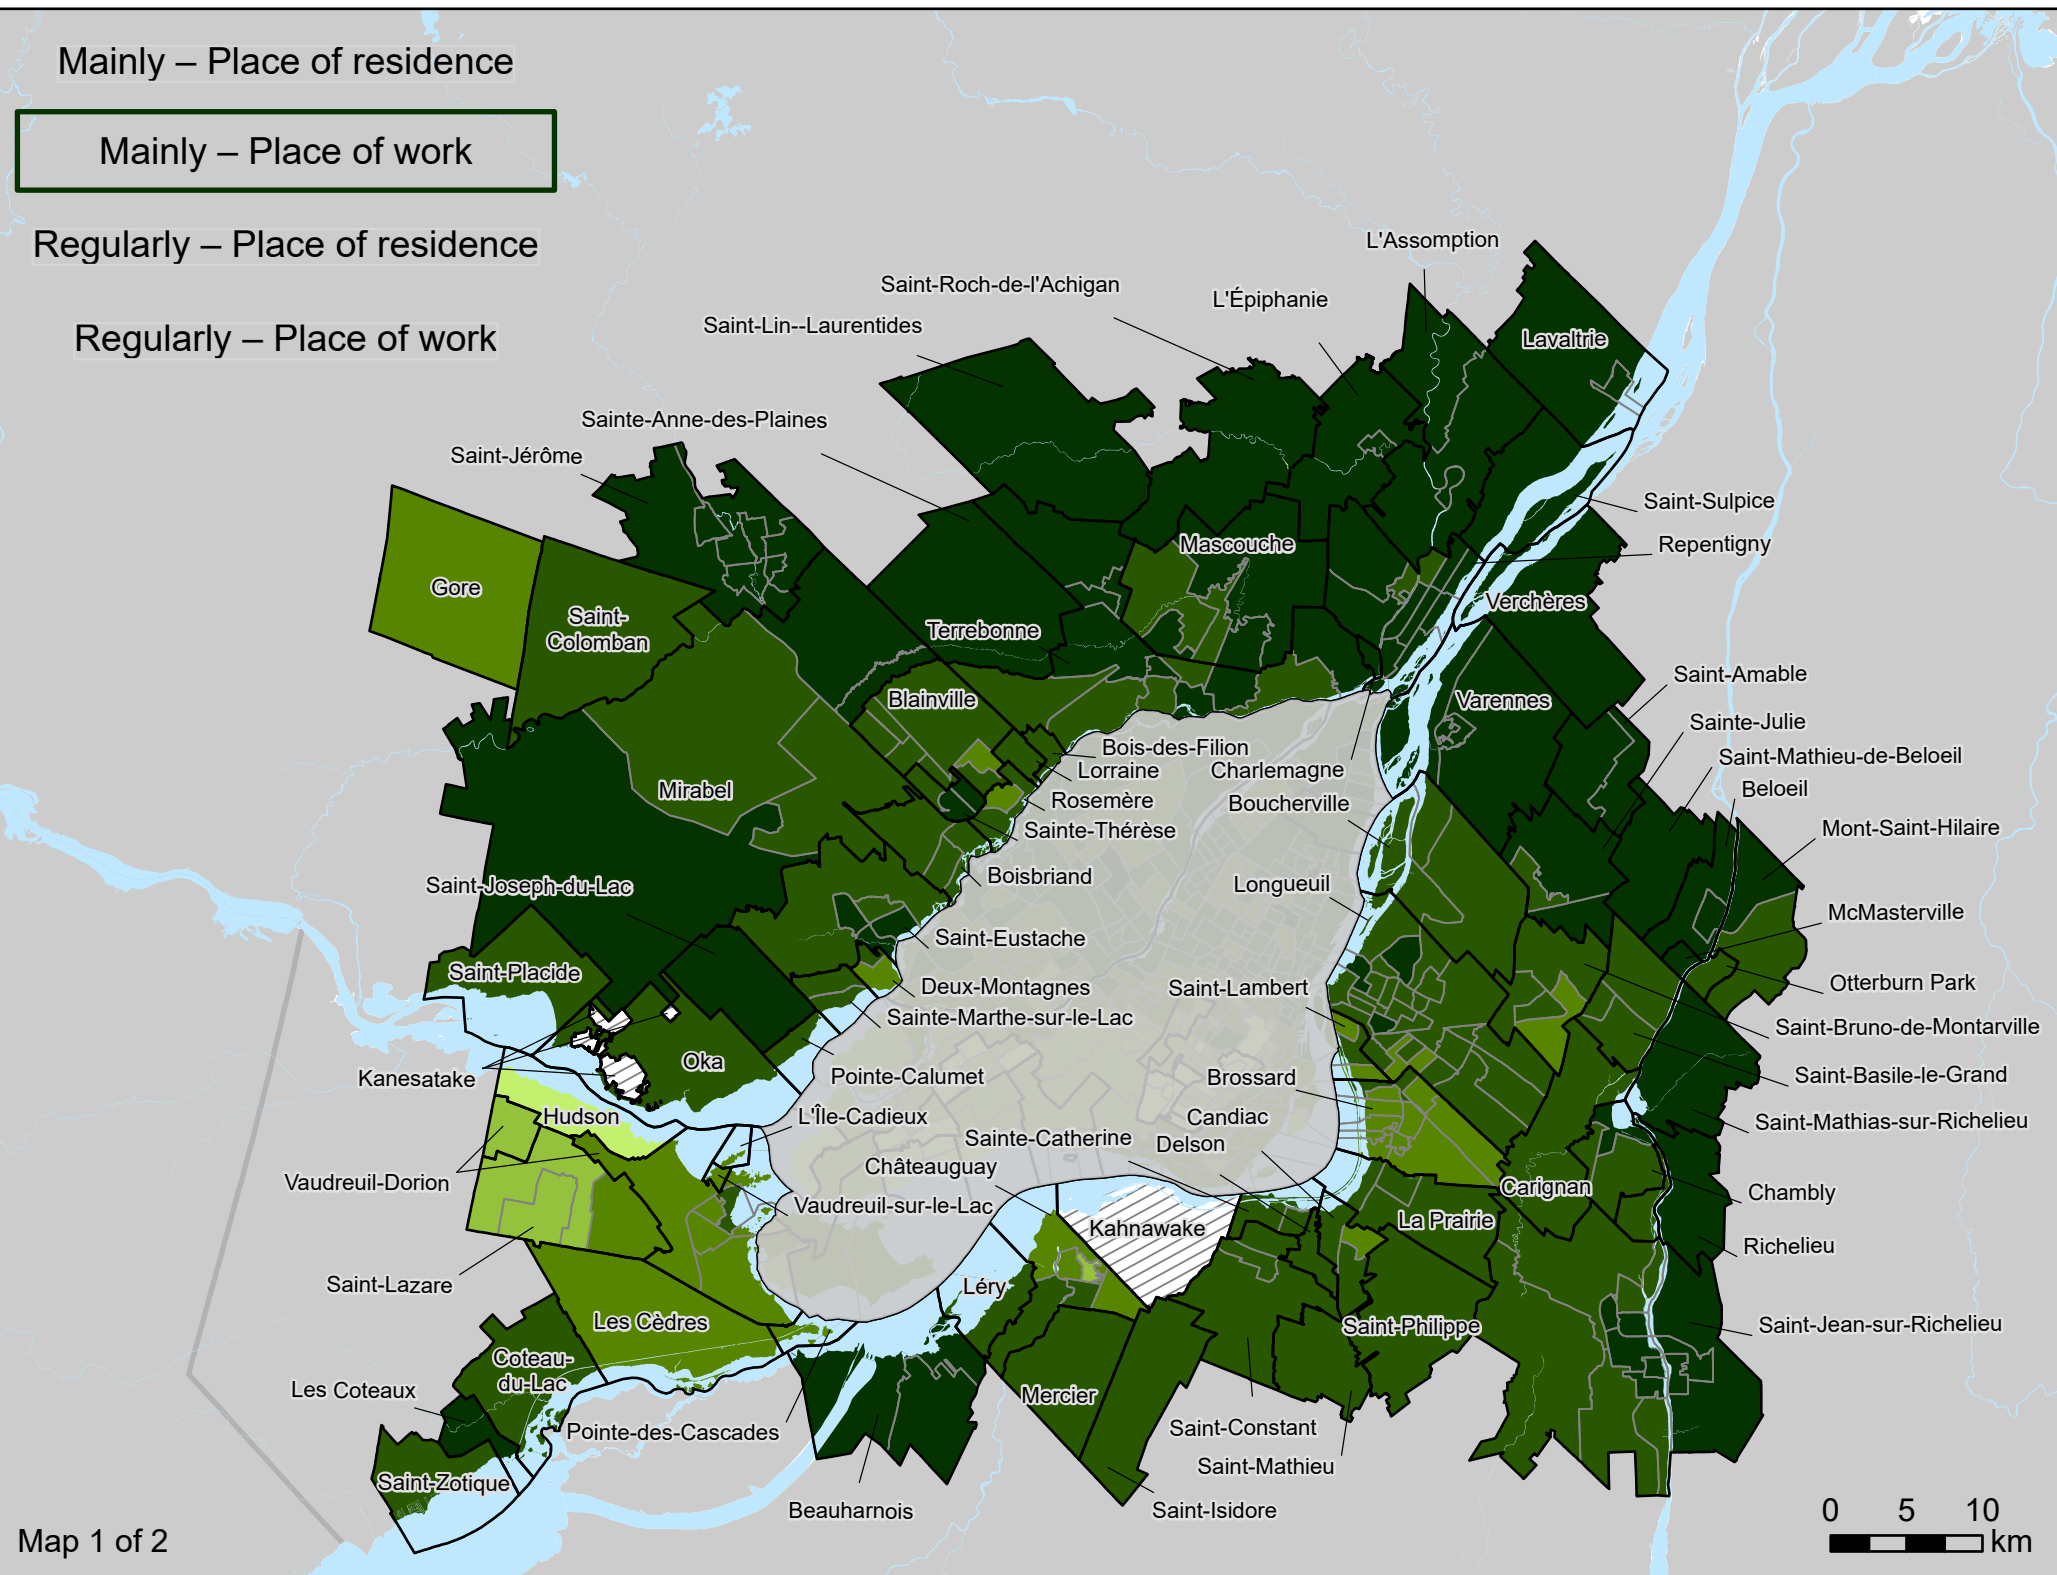 Mainly – Place of residence
Mainly – Place of work
Regularly – Place of residence
Regularly – Place of work
L'Assomption
Saint-Roch-de-l'Achigan
L'Épiphanie
Saint-Lin--Laurentides
Lavaltrie
Sainte-Anne-des-Plaines
Saint-Jérôme
Saint-Sulpice
Mascouche
Repentigny
Gore
Verchères
Saint-
Colomban
Terrebonne
Saint-Amable
Blainville
Varennes
Sainte-Julie
Bois-des-Filion
Saint-Mathieu-de-Beloeil
Lorraine
Charlemagne
Beloeil
Mirabel
Rosemère
Boucherville
Sainte-Thérèse
Mont-Saint-Hilaire
Boisbriand
Longueuil
Saint-Joseph-du-Lac
McMasterville
Saint-Eustache
Saint-Placide
Otterburn Park
Deux-Montagnes
Saint-Lambert
Sainte-Marthe-sur-le-Lac
Saint-Bruno-de-Montarville
Oka
Kanesatake
Pointe-Calumet
Brossard
Saint-Basile-le-Grand
Hudson
L'Île-Cadieux
Candiac
Saint-Mathias-sur-Richelieu
Sainte-Catherine
Delson
Châteauguay
Vaudreuil-Dorion
Carignan
Chambly
Vaudreuil-sur-le-Lac
Kahnawake
La Prairie
Richelieu
Saint-Lazare
Léry
Les Cèdres
Saint-Philippe
Saint-Jean-sur-Richelieu
Coteau-
du-Lac
Les Coteaux
Mercier
Pointe-des-Cascades
Saint-Constant
Saint-Mathieu
Saint-Zotique
Beauharnois
Saint-Isidore
0 5 10
km
Map 1 of 2